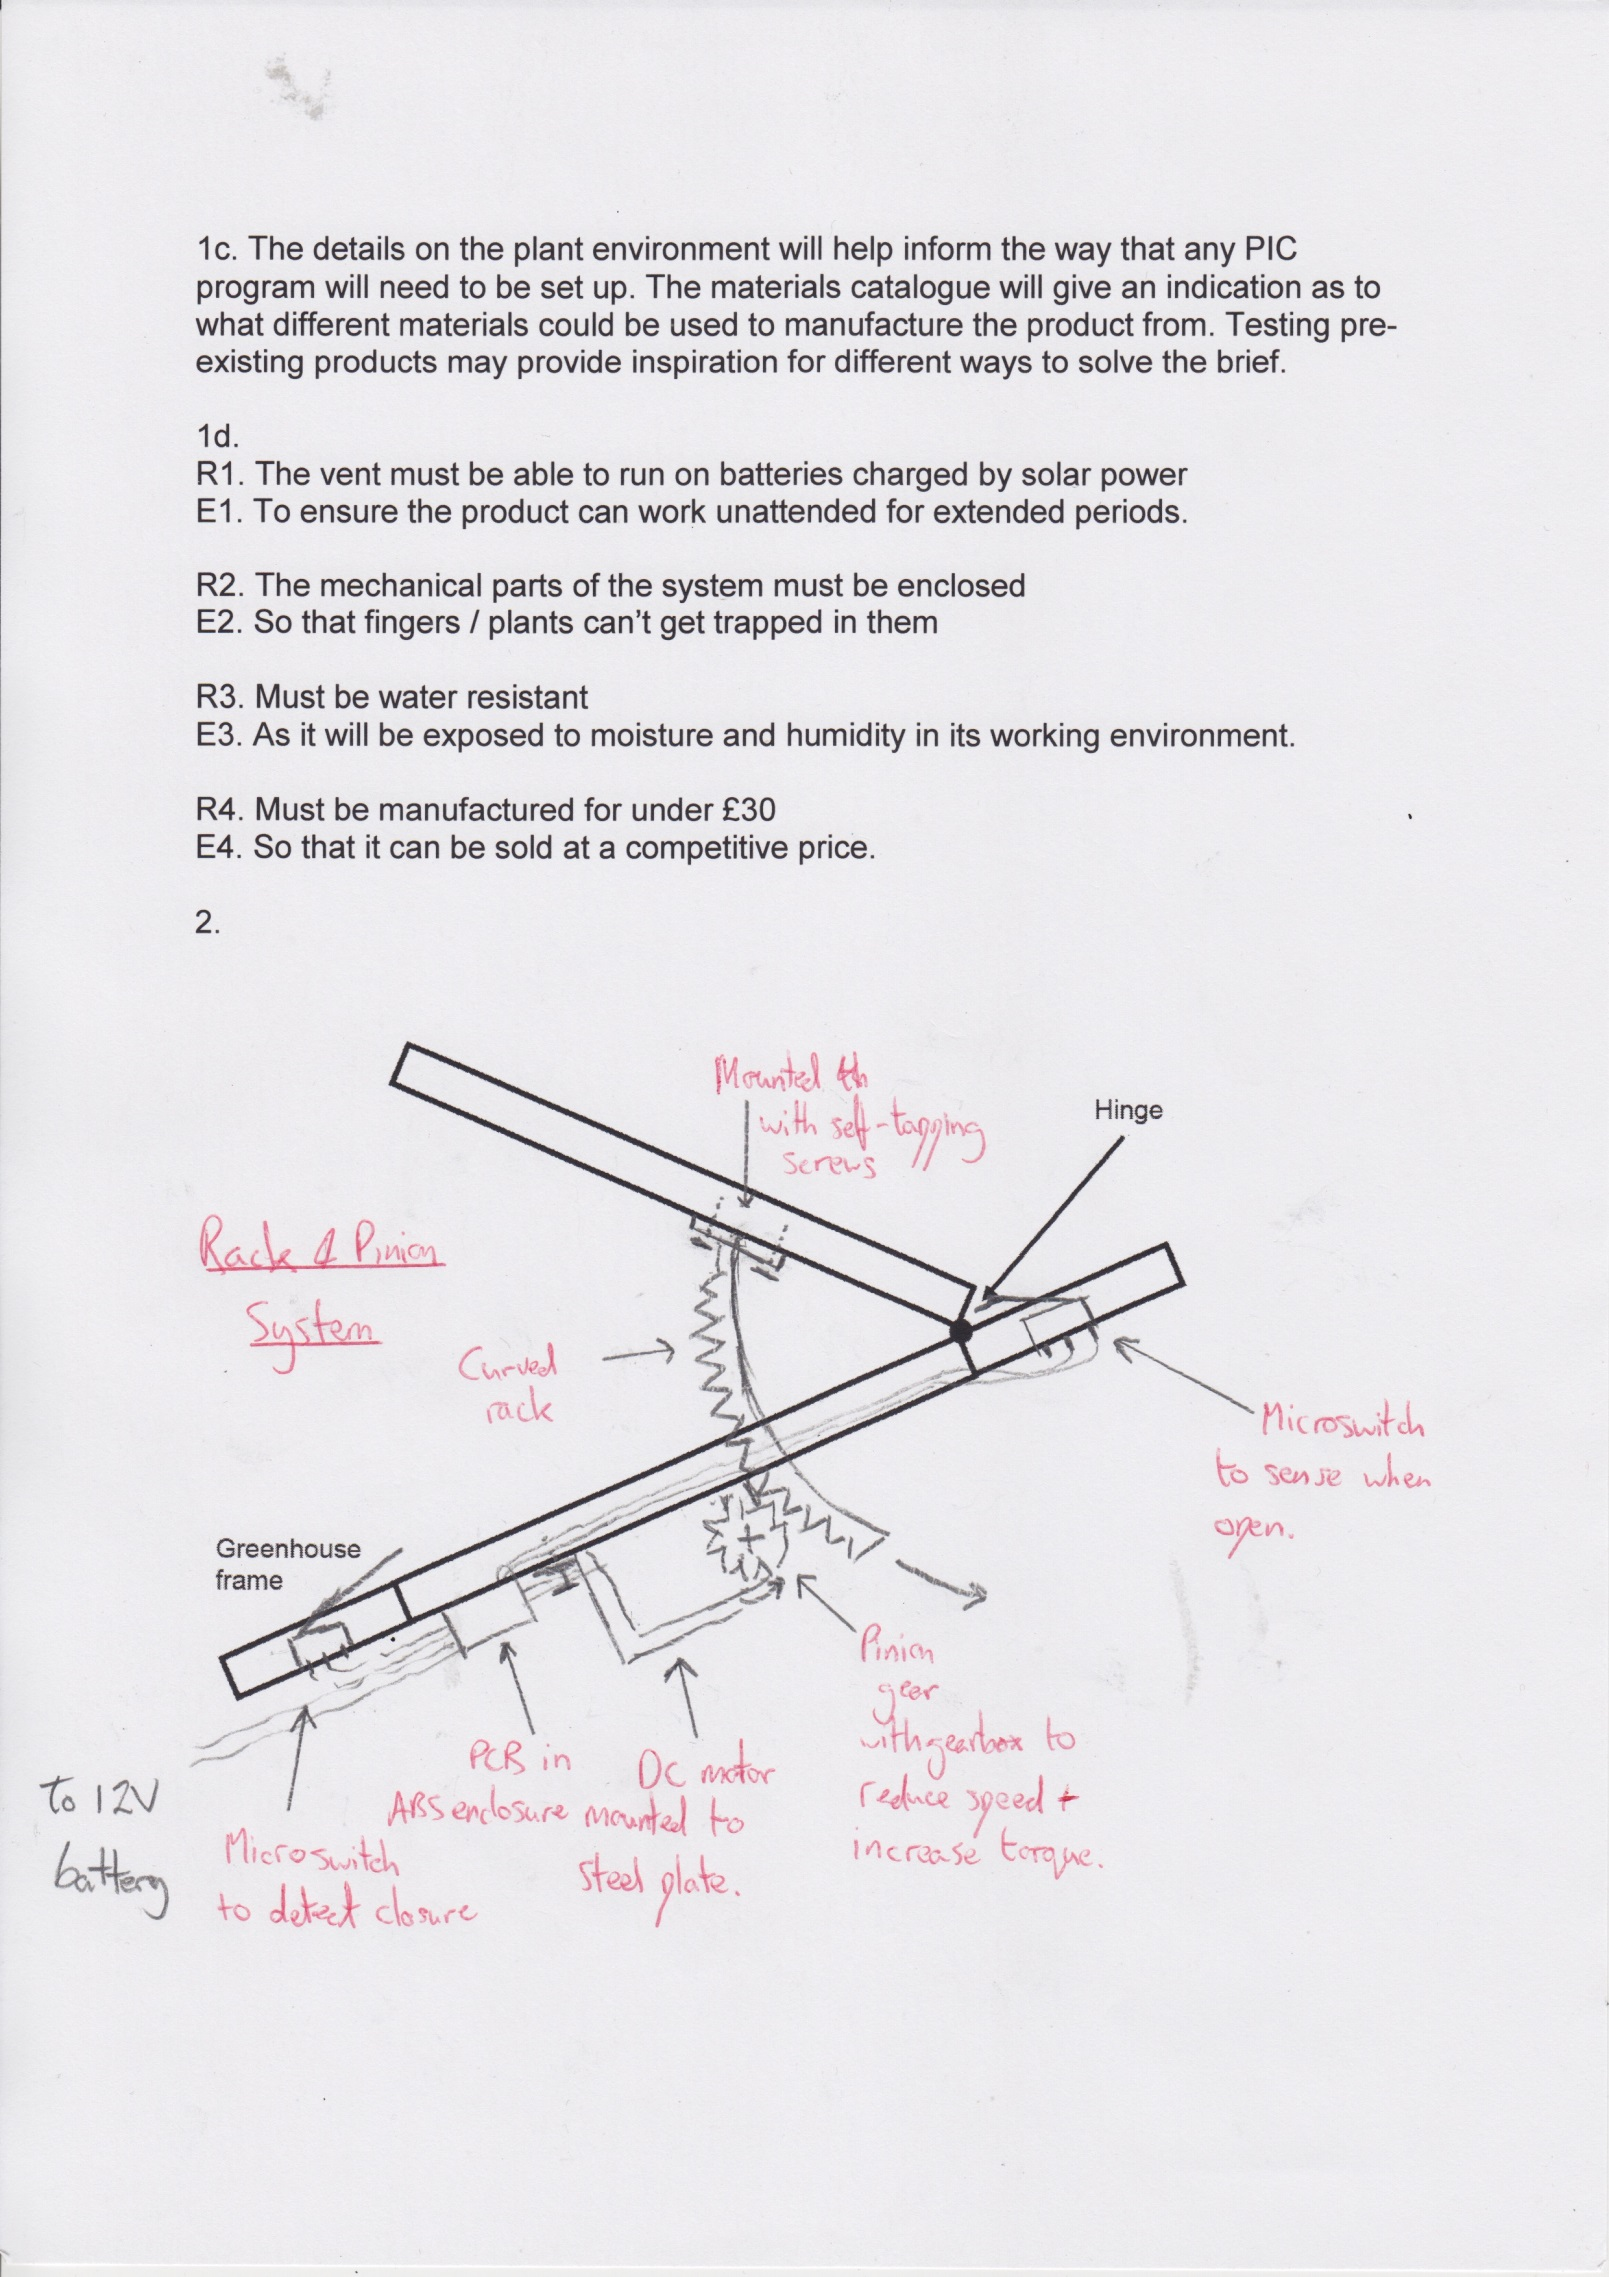 1c. The details on the plant environment will help inform the way that any PIC
program will need to be set up. The materials catalogue will give an indication as to
what different materials could be used to manufacture the product from. Testing pre-
existing products may provide inspiration for different ways to solve the brief.
1d.
R1. The vent must be able to run on batteries charged by solar power
E1. To ensure the product can work unattended for extended periods.
R2. The mechanical parts of the system must be enclosed
E2. So that fingers / plants can't get trapped in them
R3. Must be water resistant
E3. As it will be exposed to moisture and humidity in its working environment.
R4. Must be manufactured for under £30
E4. So that it can be sold at a competitive price.
2.
Mounted
with self-tapping
screws
Hinge
Rack & Pinion
System
Curved
rack
Microswitch
to sense when
open.
Greenhouse
frame
Pinion
gear
with gearbox to
reduce speed +
increase torque.
PCB in
ABS enclosure
DC motor
mounted to
steel plate.
To 12V
battery
Microswitch
to detect closure